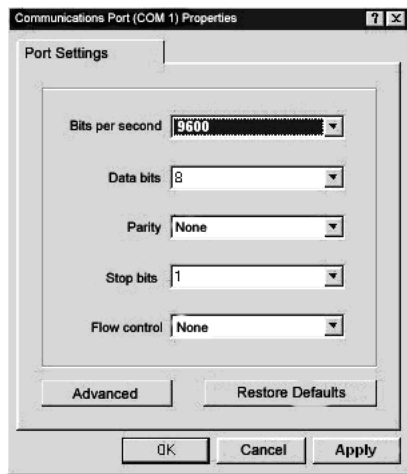 Communications Port (COM 1) Properties ? X
Port Settings
Bits per second 9600
Data bits 8
Parity None
Stop bits 1
Flow control None
Advanced Restore Defaults
OK Cancel Apply